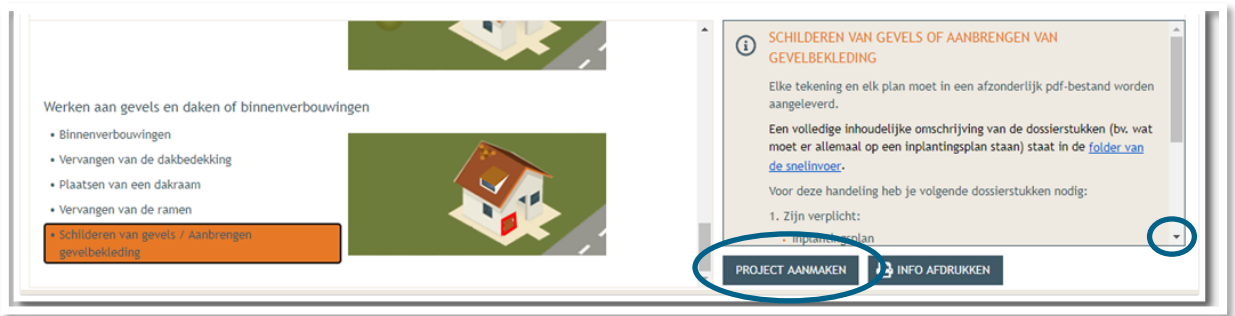 Werken aan gevels en daken of binnenverbouwingen
• Binnenverbouwingen
• Vervangen van de dakbedekking
• Plaatsen van een dakraam
• Vervangen van de ramen
• Schilderen van gevels / Aanbrengen
gevelbekleding
SCHILDEREN VAN GEVELS OF AANBRENGEN VAN
GEVELBEKLEDING
Elke tekening en elk plan moet in een afzonderlijk pdf-bestand worden
aangeleverd.
Een volledige inhoudelijke omschrijving van de dossierstukken (bv. wat
moet er allemaal op een inplantingsplan staan) staat in de folder van
de snelinvoer.
Voor deze handeling heb je volgende dossierstukken nodig:
1. Zijn verplicht:
• Inplantingsplan
PROJECT AANMAKEN
INFO AFDRUKKEN